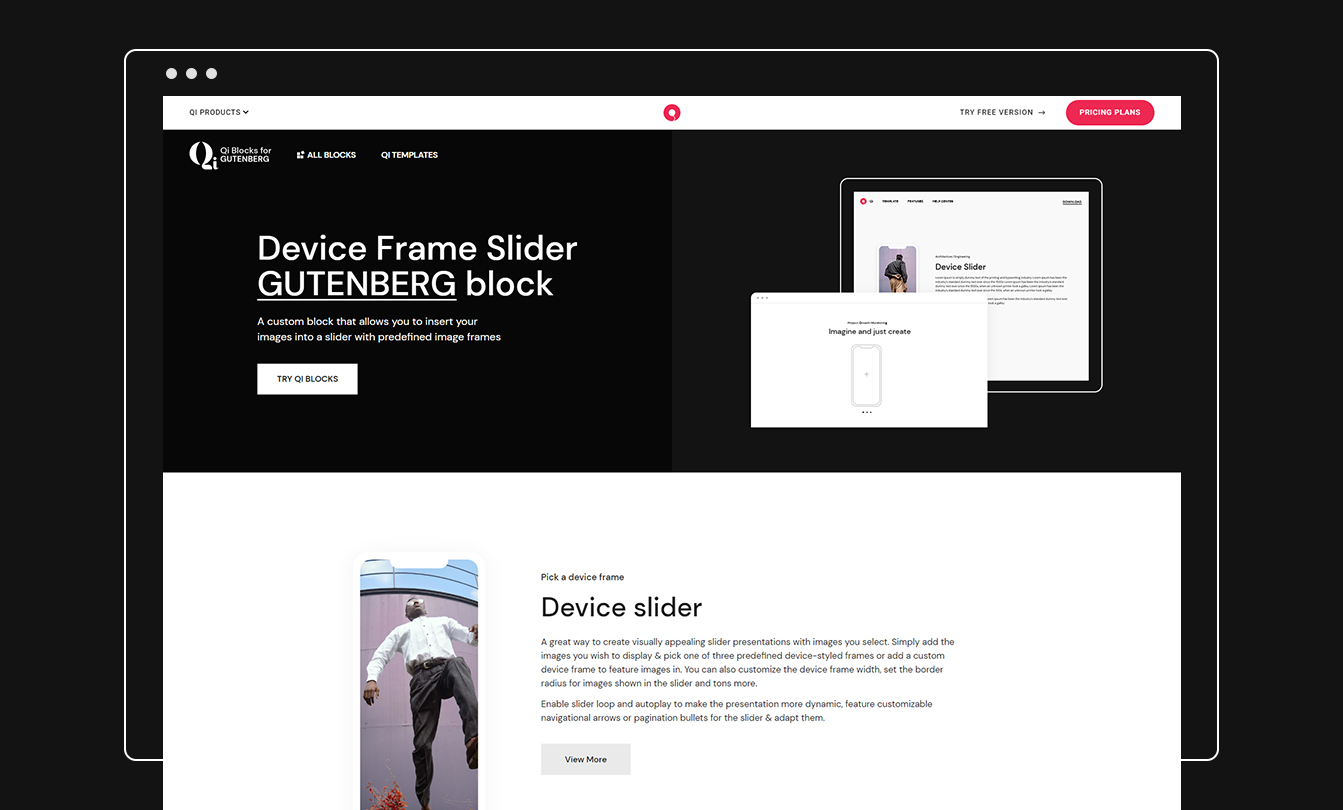 QI PRODUCTS
TRY FREE VERSION →
PRICING PLANS
Qi
Qi Blocks for
GUTENBERG
ALL BLOCKS
QI TEMPLATES
Device Frame Slider
GUTENBERG block
A custom block that allows you to insert your
images into a slider with predefined image frames
TRY QI BLOCKS
TEMPLATE
FEATURES
HELP CENTER
DOWNLOAD
Device Slider
Imagine and just create
Pick a device frame
Device slider
A great way to create visually appealing slider presentations with images you select. Simply add the
images you wish to display & pick one of three predefined device-styled frames or add a custom
device frame to feature images in. You can also customize the device frame width, set the border
radius for images shown in the slider and tons more.
Enable slider loop and autoplay to make the presentation more dynamic, feature customizable
navigational arrows or pagination bullets for the slider & adapt them.
View More